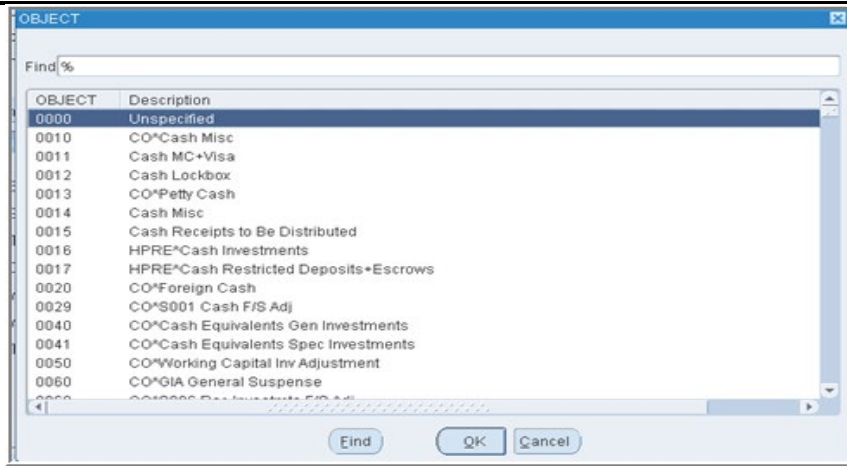 OBJECT
Find %
OBJECT Description
0000 Unspecified
0010 CO^Cash Misc
0011 Cash MC+Visa
0012 Cash Lockbox
0013 CO^Petty Cash
0014 Cash Misc
0015 Cash Receipts to Be Distributed
0016 HPRE^Cash Investments
0017 HPRE^Cash Restricted Deposits+Escrows
0020 CO^Foreign Cash
0029 CO^S001 Cash F/S Adj
0040 CO^Cash Equivalents Gen Investments
0041 CO^Cash Equivalents Spec Investments
0050 CO^Working Capital Inv Adjustment
0060 CO^GIA General Suspense
Find OK Cancel